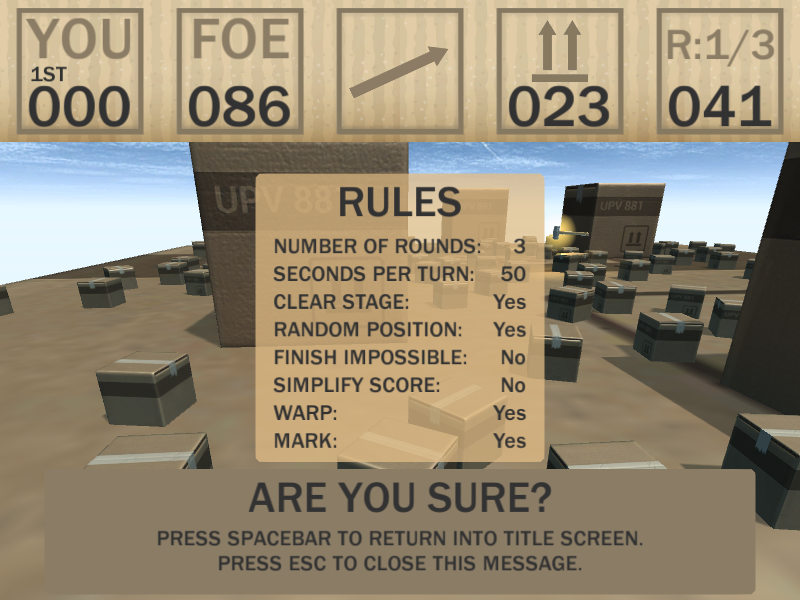 YOU
1ST
000
FOE
086
023
R:1/3
041
UPV 88
UPV 881
RULES
NUMBER OF ROUNDS: 3
SECONDS PER TURN: 50
CLEAR STAGE: Yes
RANDOM POSITION: Yes
FINISH IMPOSSIBLE: No
SIMPLIFY SCORE: No
WARP: Yes
MARK: Yes
ARE YOU SURE?
PRESS SPACEBAR TO RETURN INTO TITLE SCREEN.
PRESS ESC TO CLOSE THIS MESSAGE.